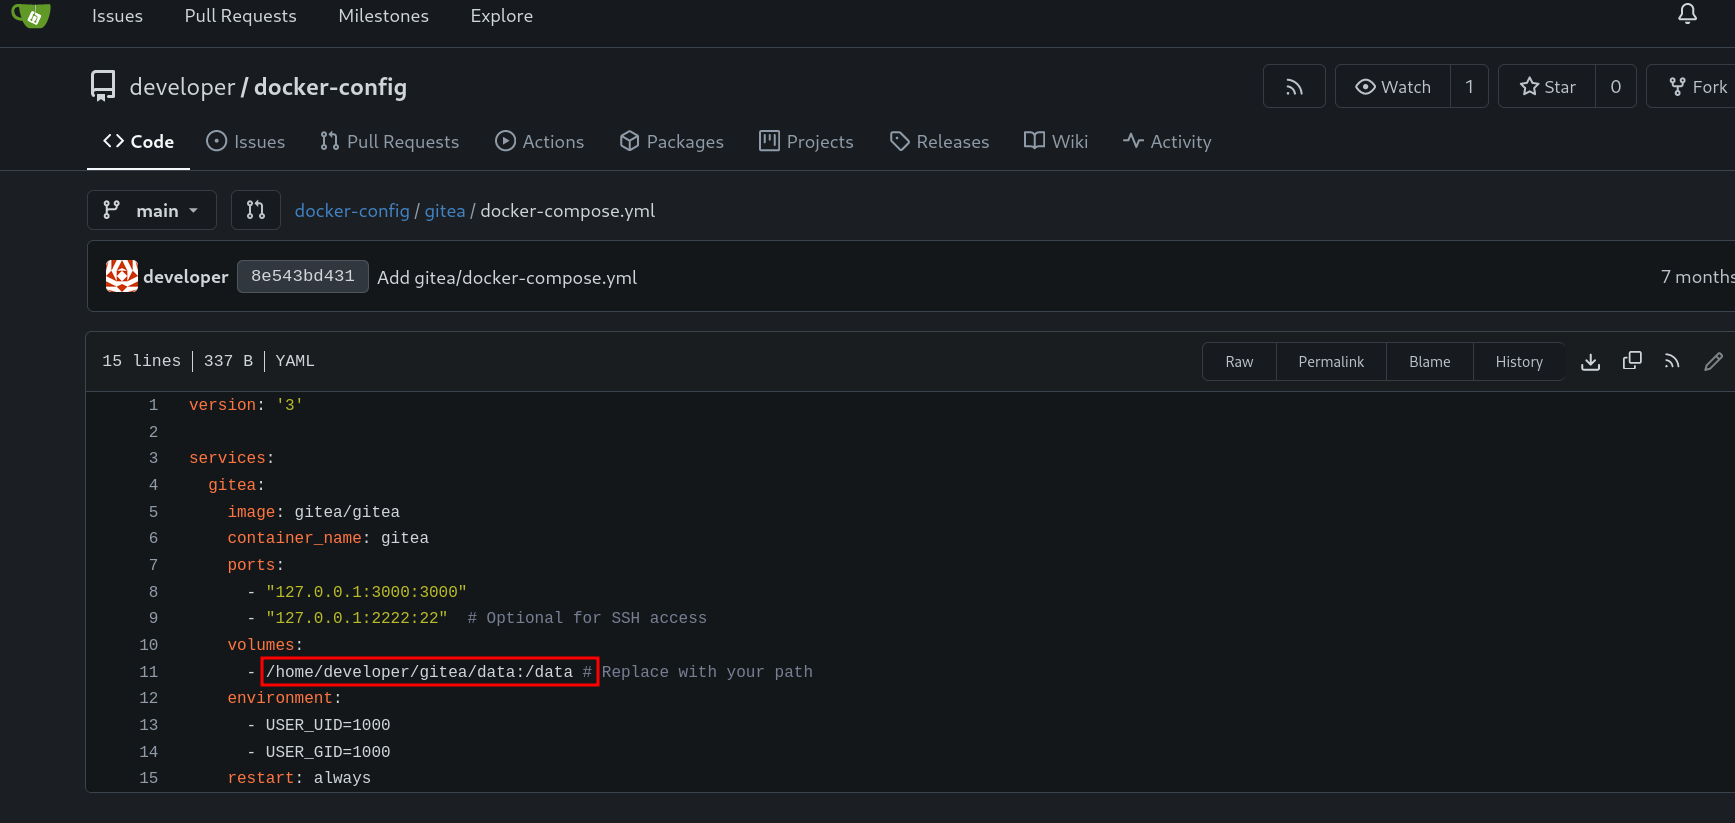 Issues Pull Requests Milestones Explore
developer / docker-config Watch 1 Star 0 Fork
Code Issues Pull Requests Actions Packages Projects Releases Wiki Activity
main docker-config / gitea / docker-compose.yml
developer 8e543bd431 Add gitea/docker-compose.yml 7 months
15 lines 337 B YAML Raw Permalink Blame History
1 version: '3'
2
3 services:
4   gitea:
5     image: gitea/gitea
6     container_name: gitea
7     ports:
8       - "127.0.0.1:3000:3000"
9       - "127.0.0.1:2222:22"  # Optional for SSH access
10     volumes:
11       - /home/developer/gitea/data:/data # Replace with your path
12     environment:
13       - USER_UID=1000
14       - USER_GID=1000
15     restart: always